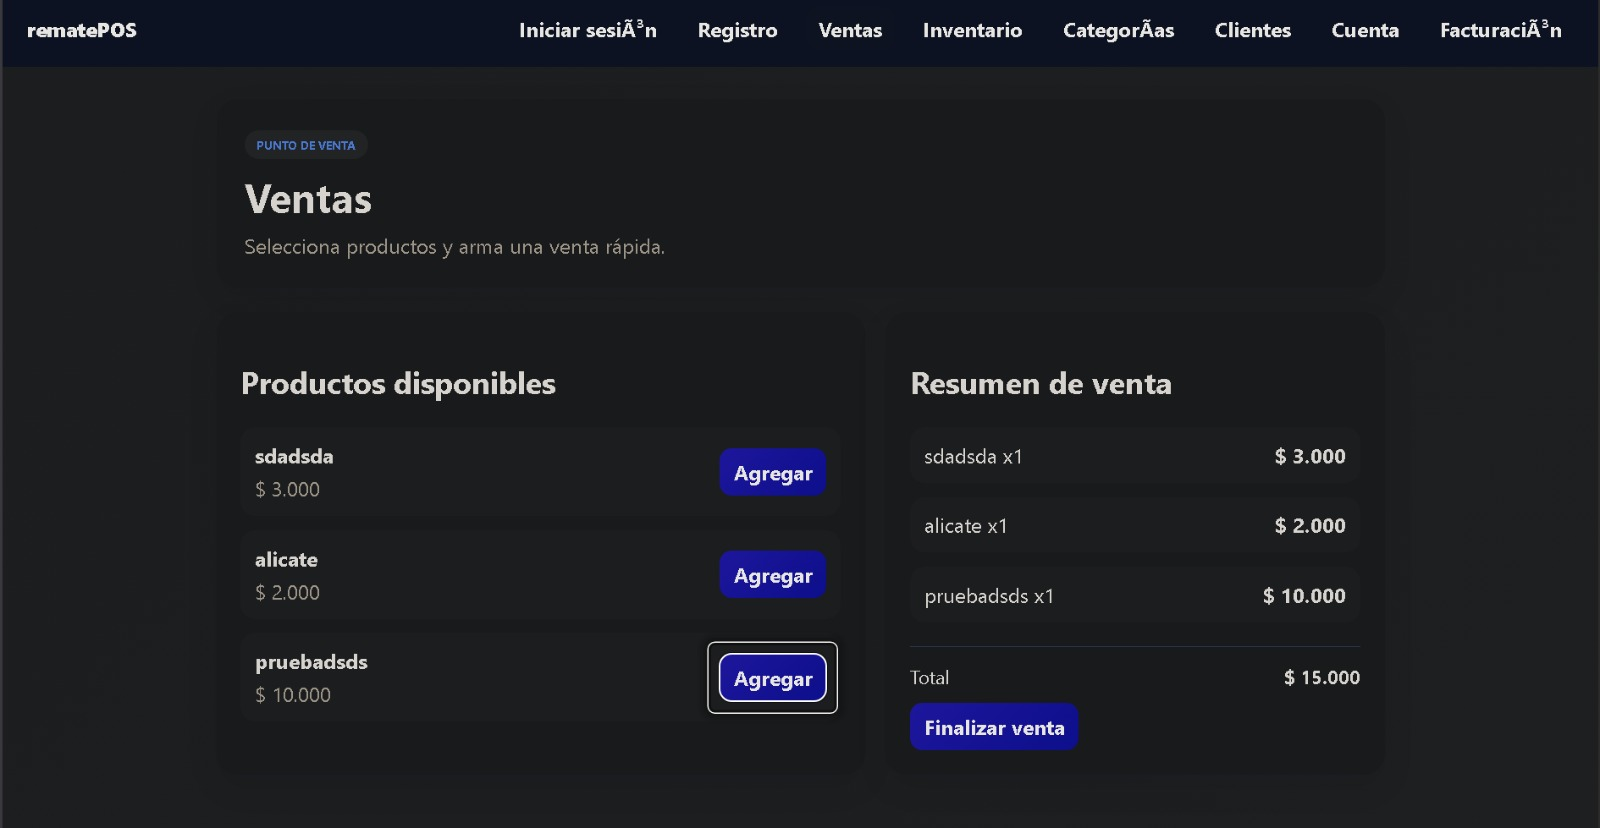 rematePOS
Iniciar sesiÃ³n
Registro
Ventas
Inventario
CategorÃas
Clientes
Cuenta
FacturaciÃ³n
PUNTO DE VENTA
Ventas
Selecciona productos y arma una venta rápida.
Productos disponibles
sdadsda
$ 3.000
Agregar
alicate
$ 2.000
Agregar
pruebadsds
$ 10.000
Agregar
Resumen de venta
sdadsda x1 $ 3.000
alicate x1 $ 2.000
pruebadsds x1 $ 10.000
Total $ 15.000
Finalizar venta